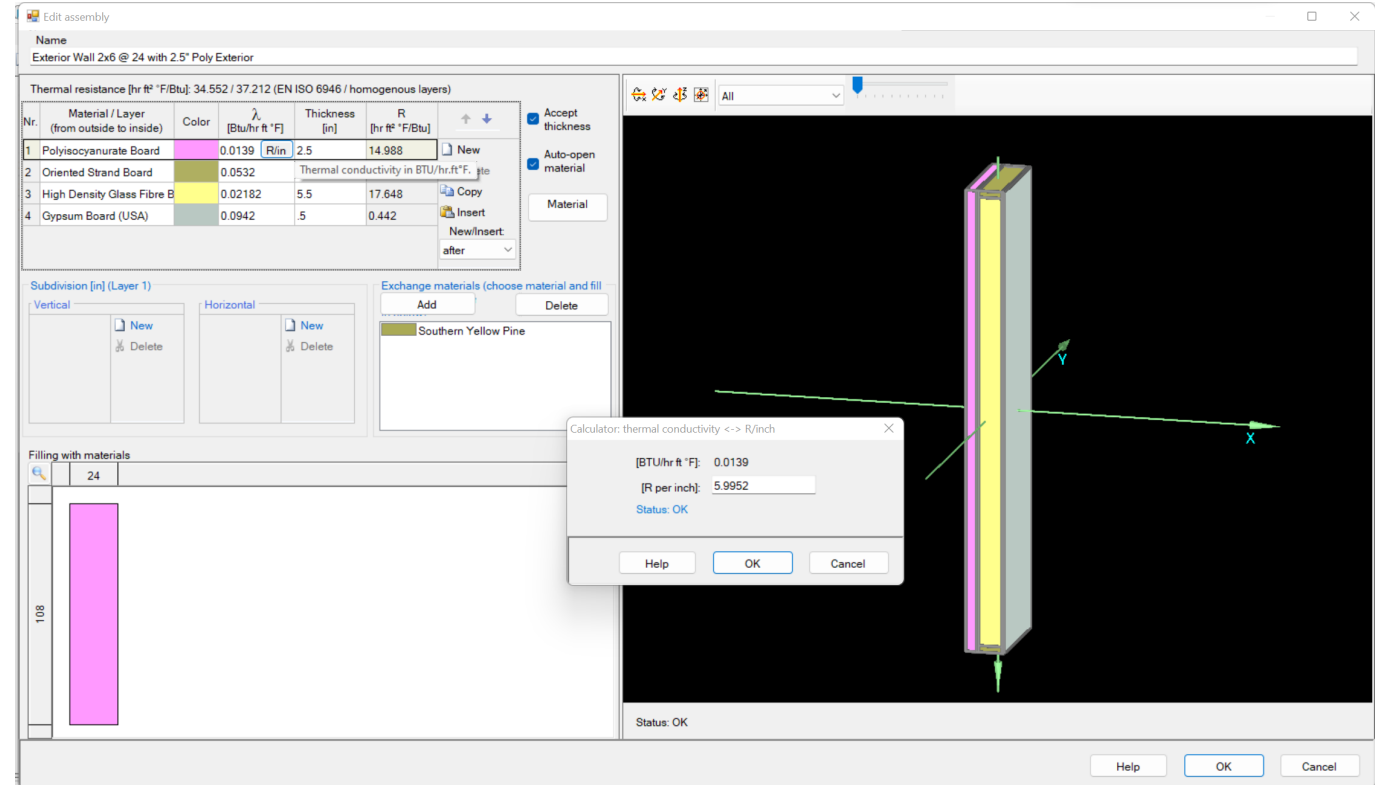 Edit assembly
Name
Exterior Wall 2x6 @ 24 with 2.5" Poly Exterior
Thermal resistance [hr ft² °F/Btu]: 34.552 / 37.212 (EN ISO 6946 / homogenous layers)
Nr. Material / Layer (from outside to inside) Color λ [Btu/hr ft °F] Thickness [in] R [hr ft² °F/Btu]
1 Polyisocyanurate Board 0.0139 R/in 2.5 14.988
2 Oriented Strand Board 0.0532
Thermal conductivity in BTU/hr.ft°F.
3 High Density Glass Fibre B 0.02182 5.5 17.648
4 Gypsum Board (USA) 0.0942 .5 0.442
New
ete
Copy
Insert
New/Insert:
after
Accept thickness
Auto-open material
Material
Subdivision [in] (Layer 1)
Vertical
New
Delete
Horizontal
New
Delete
Exchange materials (choose material and fill
Add
Delete
Southern Yellow Pine
Filling with materials
24
108
All
Y
X
Calculator: thermal conductivity <-> R/inch
[BTU/hr ft °F]: 0.0139
[R per inch]: 5.9952
Status: OK
Help OK Cancel
Status: OK
Help OK Cancel